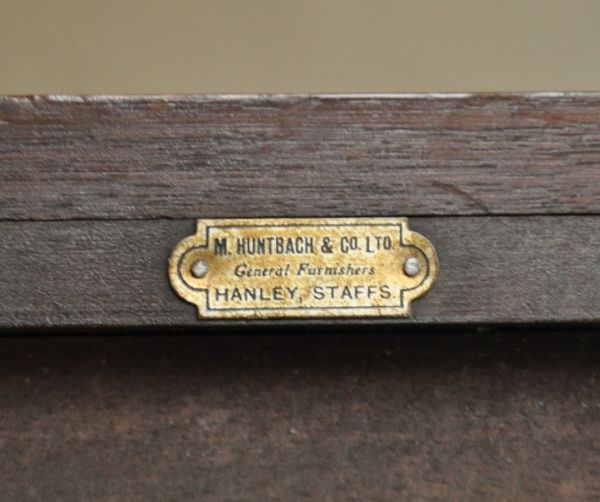 M. HUNTBACH & CO. LTD.
General Furnishers
HANLEY, STAFFS.